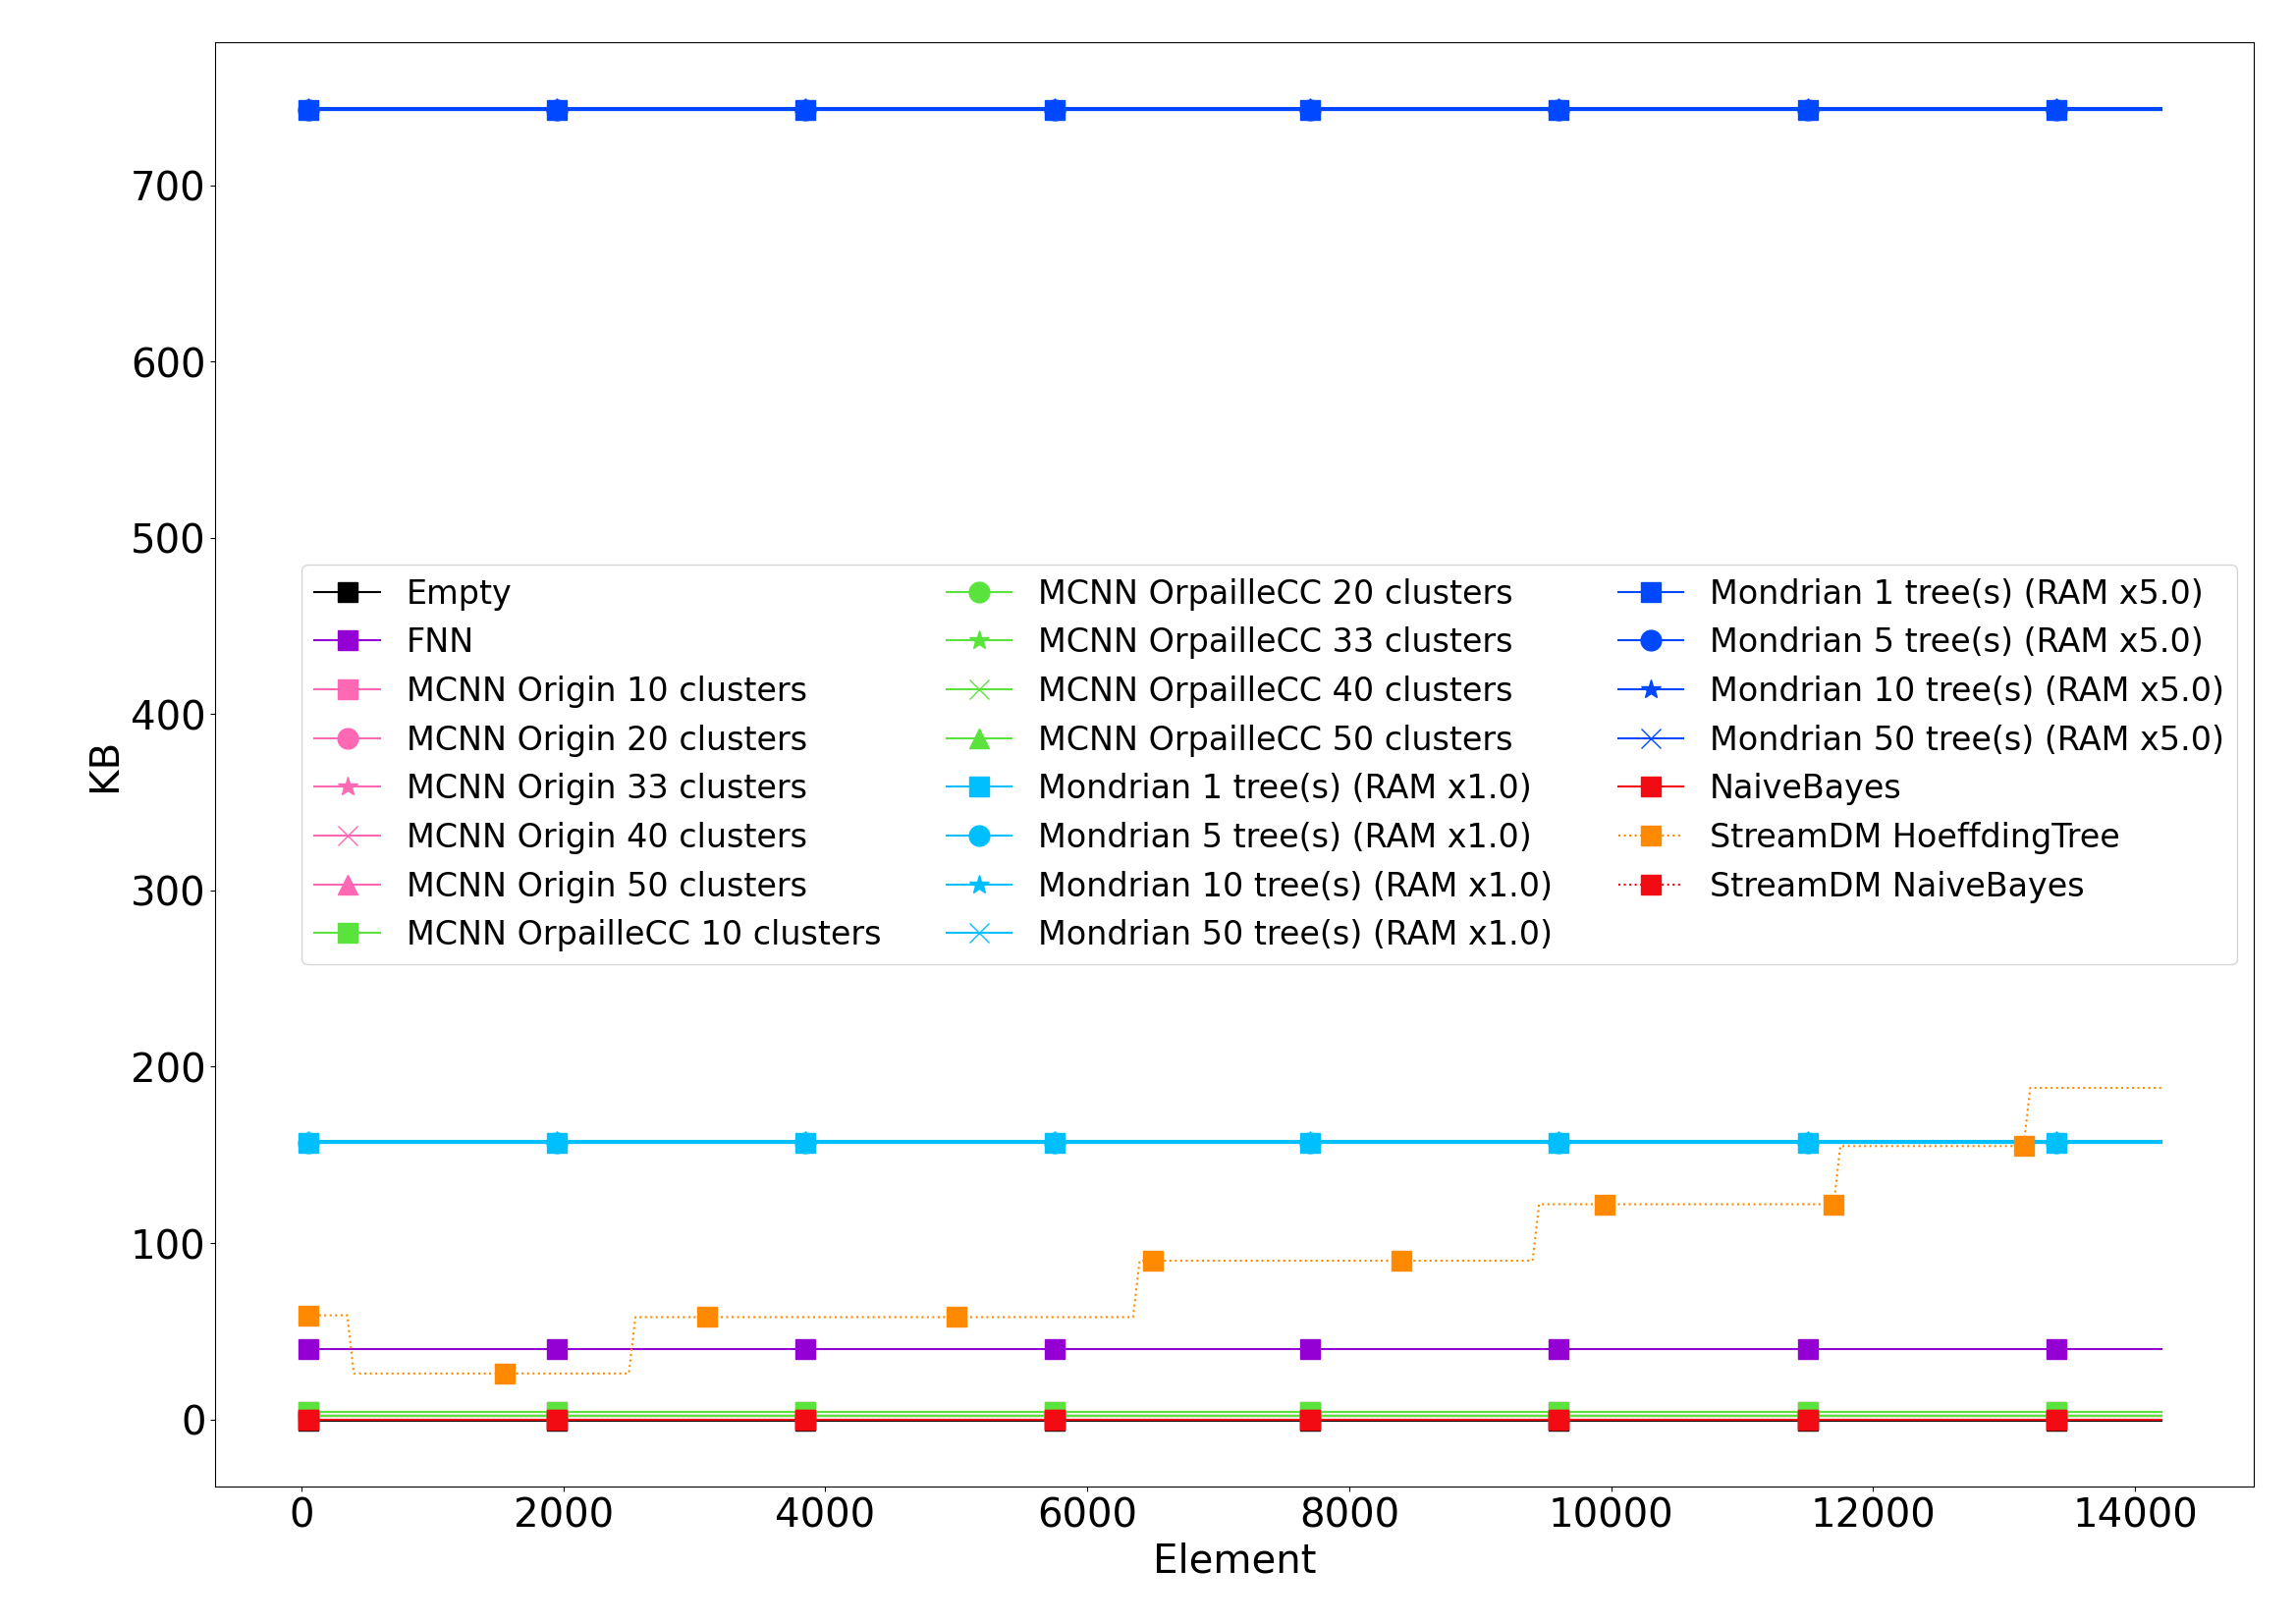 700
600
500
400
300
200
100
0
KB
Empty
FNN
MCNN Origin 10 clusters
MCNN Origin 20 clusters
MCNN Origin 33 clusters
MCNN Origin 40 clusters
MCNN Origin 50 clusters
MCNN OrpailleCC 10 clusters
MCNN OrpailleCC 20 clusters
MCNN OrpailleCC 33 clusters
MCNN OrpailleCC 40 clusters
MCNN OrpailleCC 50 clusters
Mondrian 1 tree(s) (RAM x1.0)
Mondrian 5 tree(s) (RAM x1.0)
Mondrian 10 tree(s) (RAM x1.0)
Mondrian 50 tree(s) (RAM x1.0)
Mondrian 1 tree(s) (RAM x5.0)
Mondrian 5 tree(s) (RAM x5.0)
Mondrian 10 tree(s) (RAM x5.0)
Mondrian 50 tree(s) (RAM x5.0)
NaiveBayes
StreamDM HoeffdingTree
StreamDM NaiveBayes
0 2000 4000 6000 8000 10000 12000 14000
Element